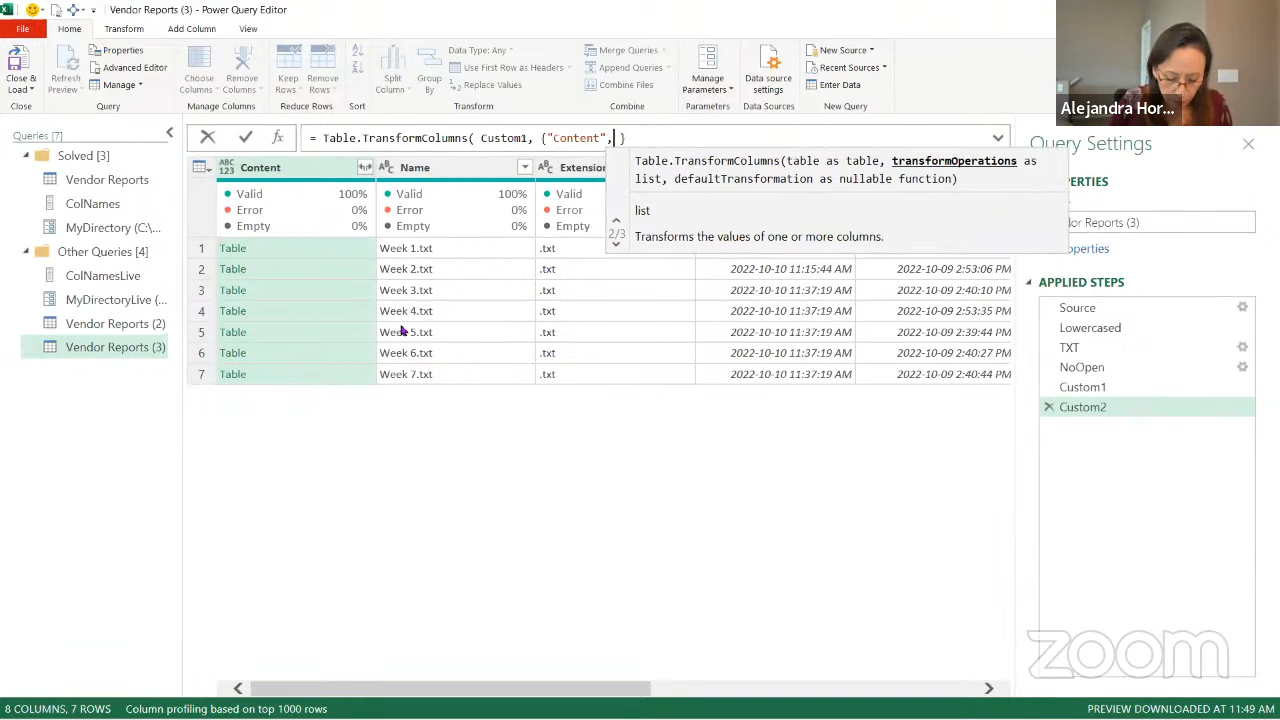 Vendor Reports (3) - Power Query Editor
File
Home
Transform
Add Column
View
Close & Load
Close
Refresh Preview
Properties
Advanced Editor
Manage
Query
Choose Columns
Remove Columns
Manage Columns
Keep Rows
Remove Rows
Reduce Rows
Sort
Split Column
Group By
Data Type: Any
Use First Row as Headers
Replace Values
Transform
Merge Queries
Append Queries
Combine Files
Combine
Manage Parameters
Parameters
Data source settings
Data Sources
New Source
Recent Sources
Enter Data
New Query
Alejandra Hor...
Queries [7]
Solved [3]
Vendor Reports
ColNames
MyDirectory (C:\...
Other Queries [4]
ColNamesLive
MyDirectoryLive (...
Vendor Reports (2)
Vendor Reports (3)
fx = Table.TransformColumns( Custom1, {"Content", }
Table.TransformColumns(table as table, transformOperations as
list, defaultTransformation as nullable function)
list
2/3
Transforms the values of one or more columns.
ABC 123 Content ABC Name ABC Extension
Valid 100% Valid 100% Valid
Error 0% Error 0% Error
Empty 0% Empty 0% Empty
1 Table Week 1.txt .txt
2 Table Week 2.txt .txt 2022-10-10 11:15:44 AM 2022-10-09 2:53:06 PM
3 Table Week 3.txt .txt 2022-10-10 11:37:19 AM 2022-10-09 2:40:10 PM
4 Table Week 4.txt .txt 2022-10-10 11:37:19 AM 2022-10-09 2:53:35 PM
5 Table Week 5.txt .txt 2022-10-10 11:37:19 AM 2022-10-09 2:39:44 PM
6 Table Week 6.txt .txt 2022-10-10 11:37:19 AM 2022-10-09 2:40:27 PM
7 Table Week 7.txt .txt 2022-10-10 11:37:19 AM 2022-10-09 2:40:44 PM
Query Settings
PERTIES
or Reports (3)
operties
APPLIED STEPS
Source
Lowercased
TXT
NoOpen
Custom1
Custom2
zoom
8 COLUMNS, 7 ROWS
Column profiling based on top 1000 rows
PREVIEW DOWNLOADED AT 11:49 AM